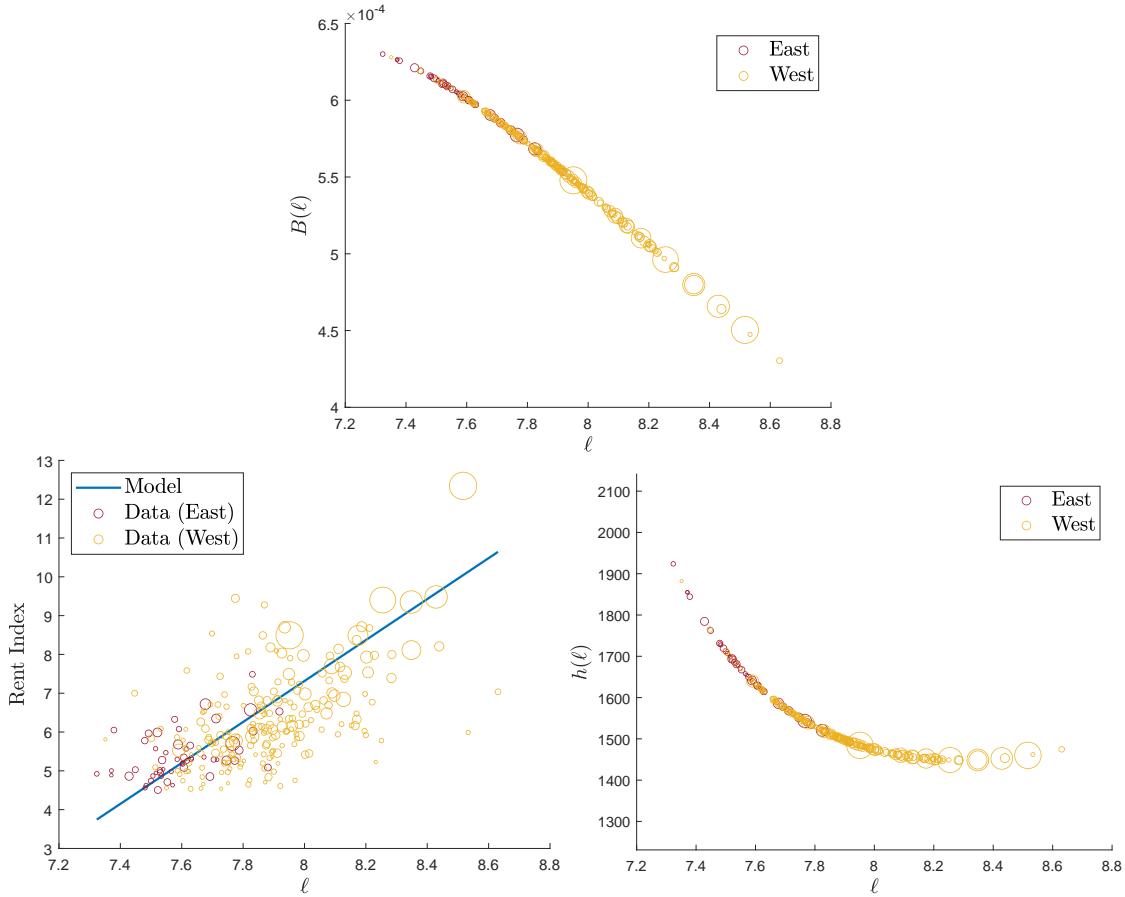 ×10⁻⁴
6.5
6
5.5
5
4.5
4
B(ℓ)
East
West
7.2 7.4 7.6 7.8 8 8.2 8.4 8.6 8.8
ℓ
13
12
11
10
9
8
7
6
5
4
3
Rent Index
Model
Data (East)
Data (West)
7.2 7.4 7.6 7.8 8 8.2 8.4 8.6 8.8
ℓ
2100
2000
1900
1800
1700
1600
1500
1400
1300
h(ℓ)
East
West
7.2 7.4 7.6 7.8 8 8.2 8.4 8.6 8.8
ℓ